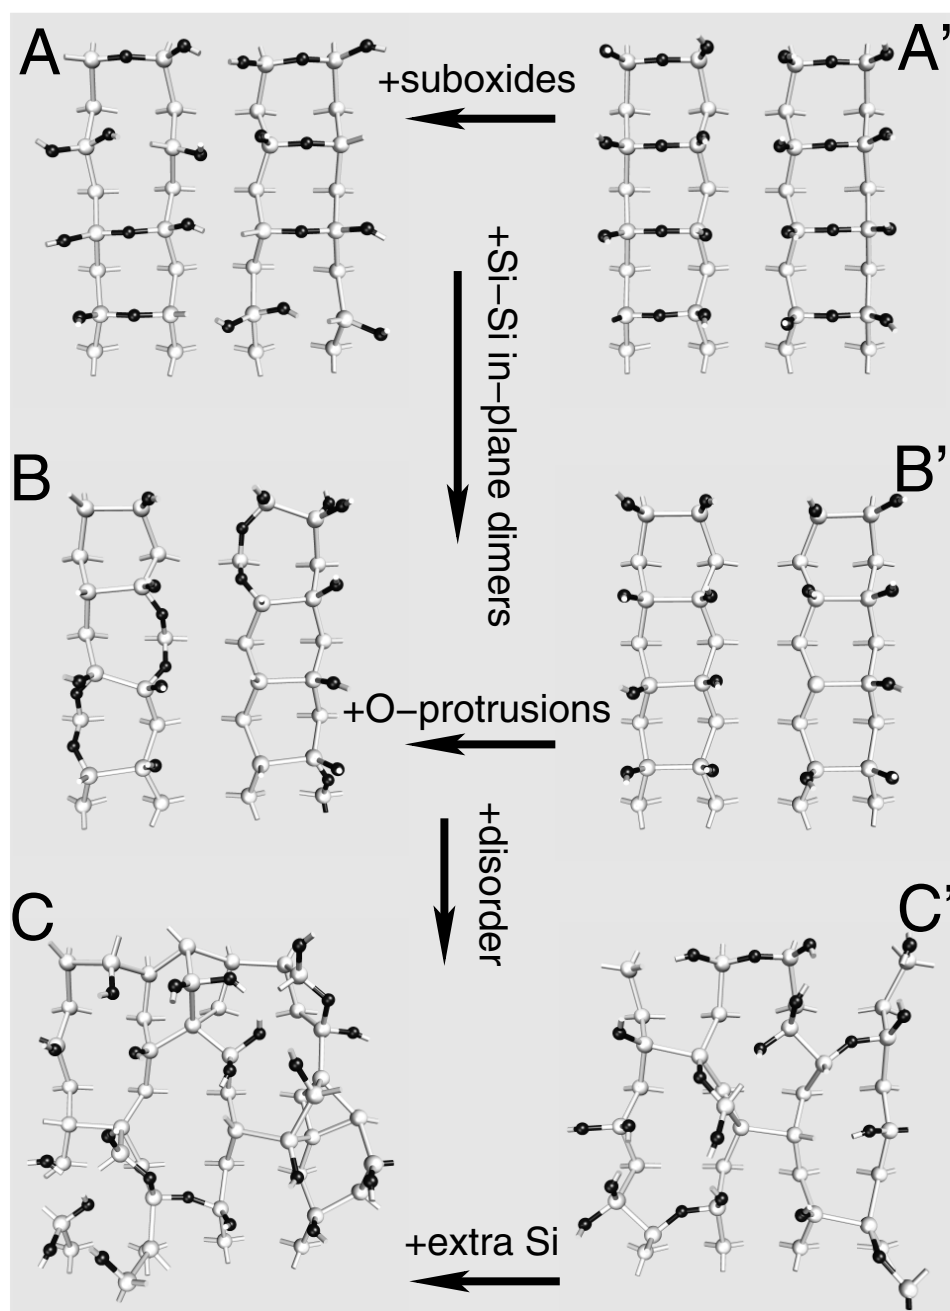 A
A'
+suboxides
+Si–Si in–plane dimers
B
B'
+O–protrusions
+disorder
C
C'
+extra Si